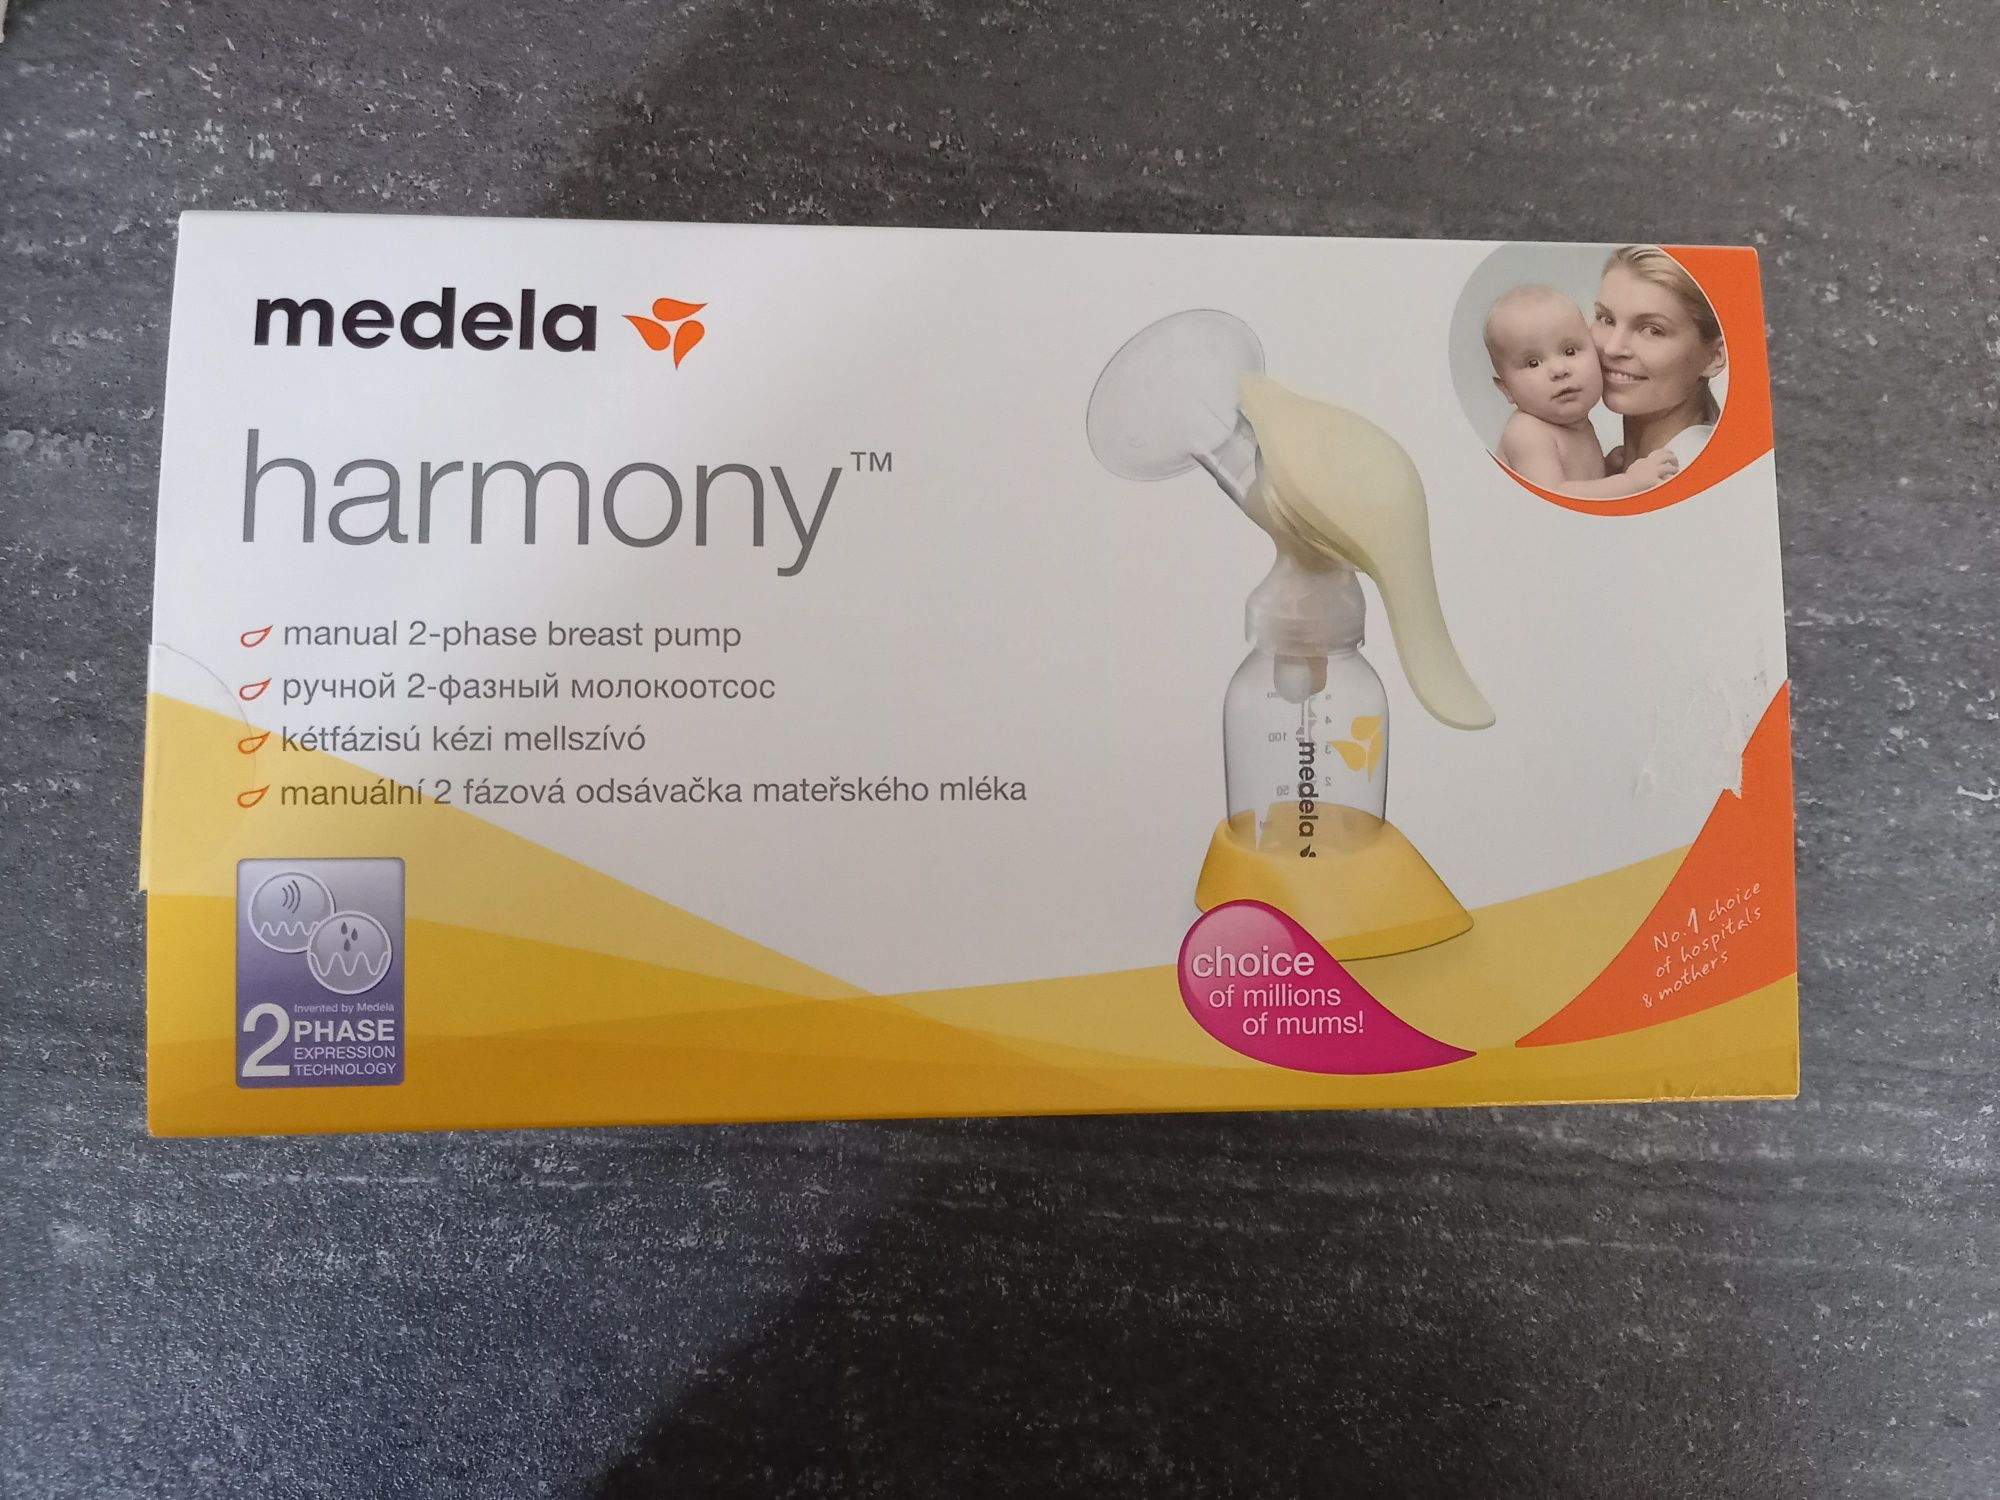 medela
harmony™
manual 2-phase breast pump
ручной 2-фазный молокоотсос
kétfázisú kézi mellszívó
manuální 2 fázová odsávačka mateřského mléka
Invented by Medela
2 PHASE
EXPRESSION
TECHNOLOGY
100
50
medela
choice
of millions
of mums!
No. 1 choice
of hospitals
& mothers